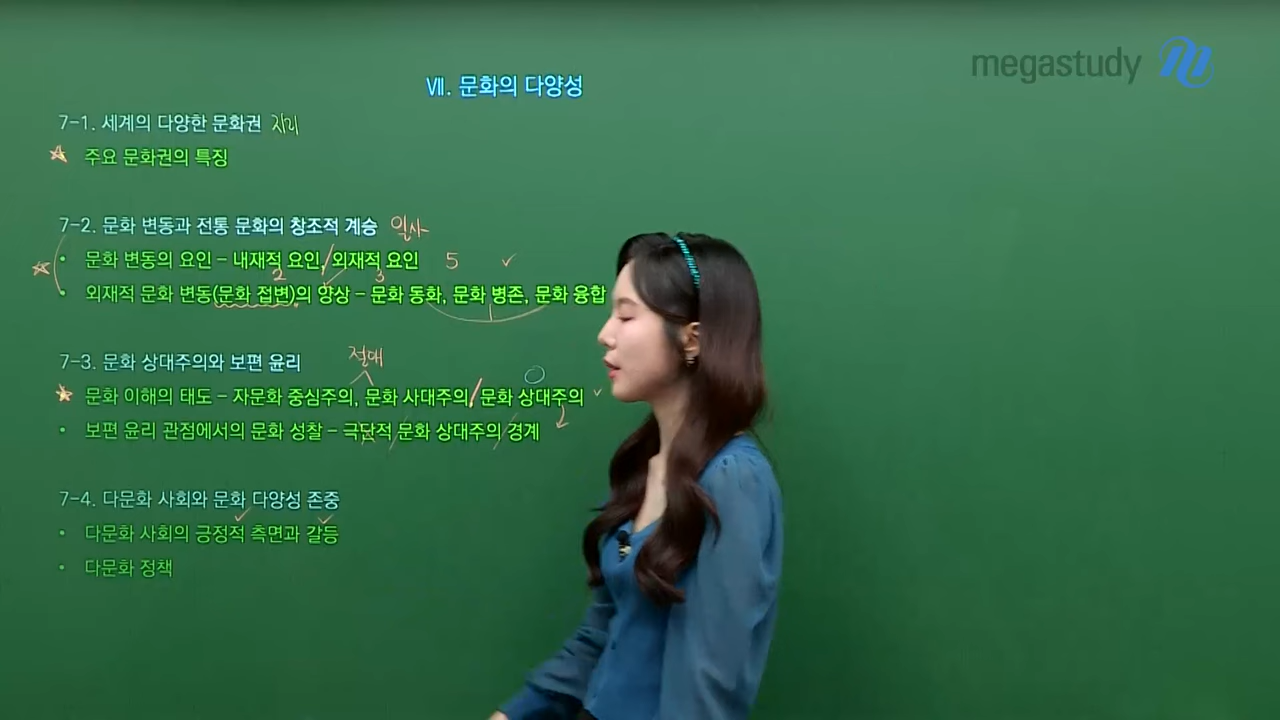 megastudy
Ⅶ. 문화의 다양성
7-1. 세계의 다양한 문화권 지리
☆ 주요 문화권의 특징
7-2. 문화 변동과 전통 문화의 창조적 계승 일사
☆ • 문화 변동의 요인 - 내재적 요인, 외재적 요인 5 ✓
2 3
• 외재적 문화 변동(문화 접변)의 양상 - 문화 동화, 문화 병존, 문화 융합
7-3. 문화 상대주의와 보편 윤리
절대
☆ 문화 이해의 태도 - 자문화 중심주의, 문화 사대주의, 문화 상대주의
• 보편 윤리 관점에서의 문화 성찰 - 극단적 문화 상대주의 경계
7-4. 다문화 사회와 문화 다양성 존중
• 다문화 사회의 긍정적 측면과 갈등
• 다문화 정책